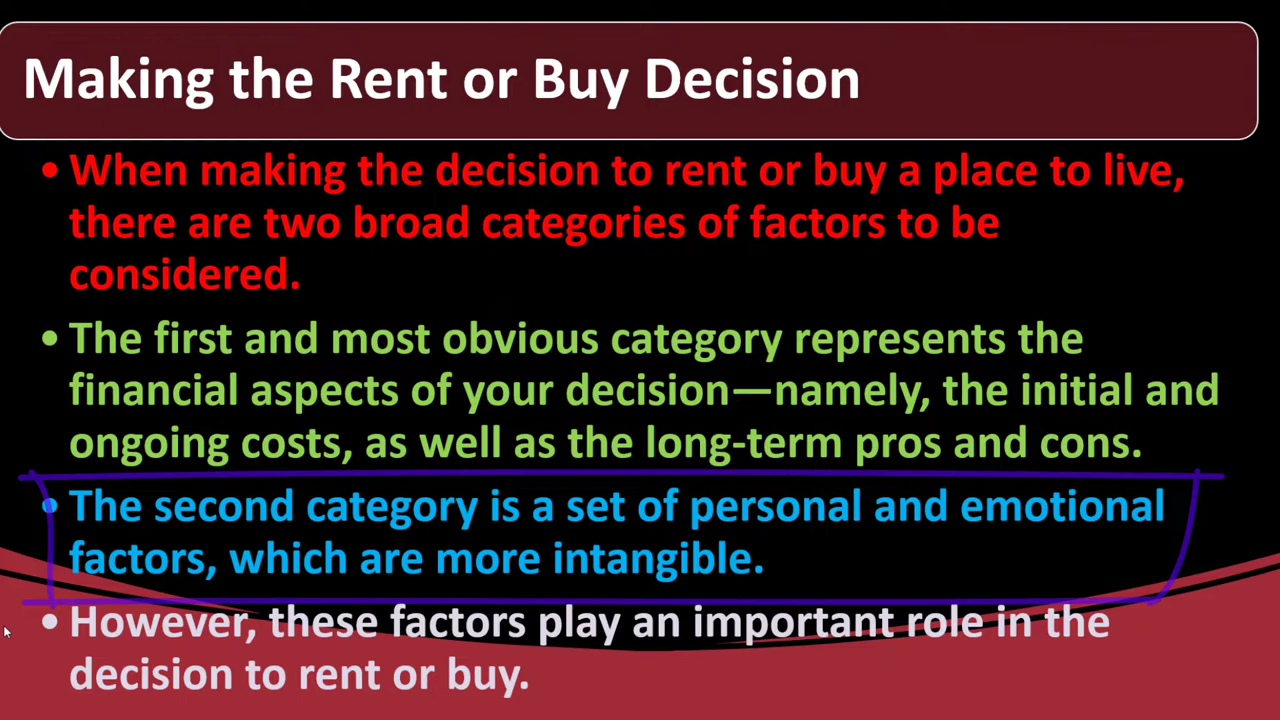 Making the Rent or Buy Decision
• When making the decision to rent or buy a place to live,
there are two broad categories of factors to be
considered.
• The first and most obvious category represents the
financial aspects of your decision—namely, the initial and
ongoing costs, as well as the long-term pros and cons.
• The second category is a set of personal and emotional
factors, which are more intangible.
• However, these factors play an important role in the
decision to rent or buy.